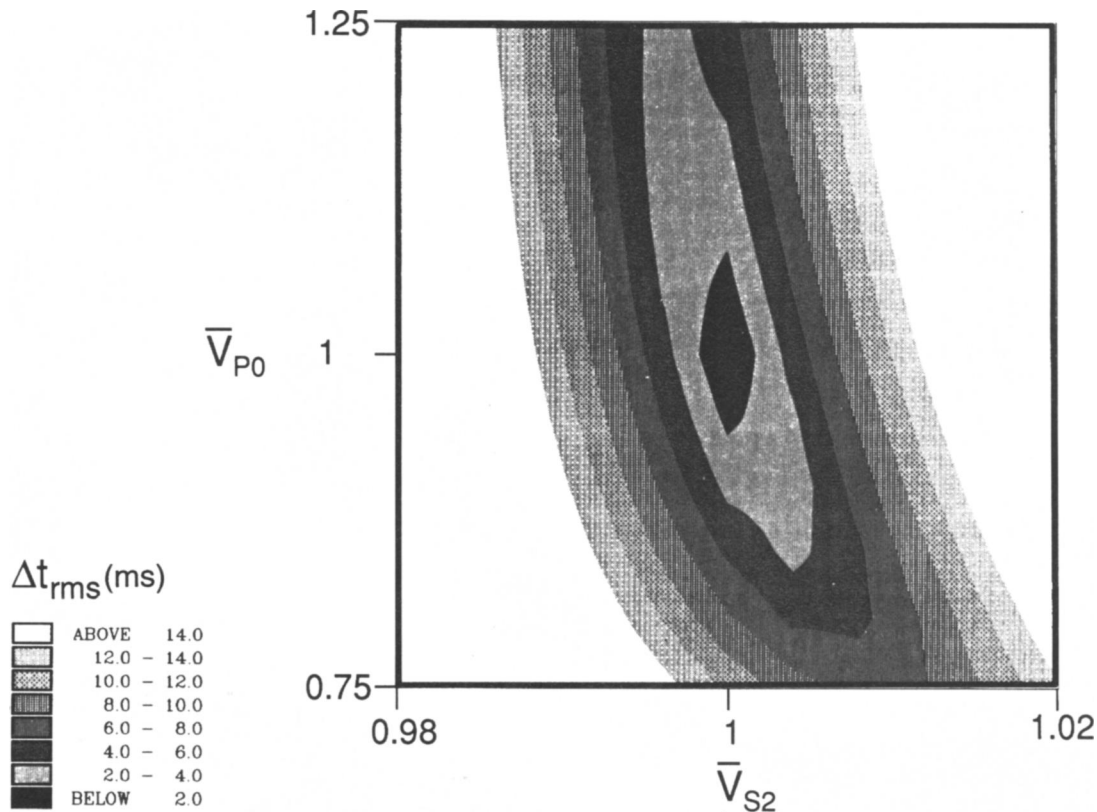 1.25
V̅P0
1
0.75
0.98
1
1.02
V̅S2
Δtrms (ms)
ABOVE 14.0
12.0 - 14.0
10.0 - 12.0
8.0 - 10.0
6.0 - 8.0
4.0 - 6.0
2.0 - 4.0
BELOW 2.0